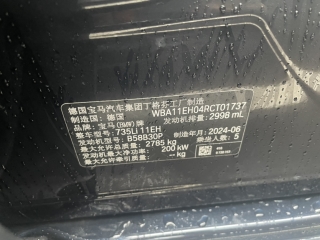 德国宝马汽车集团丁格芬工厂制造
制造国：德国 WBA11EH04RCT01737
品牌：宝马(BMW)牌 发动机排量：2998 mL
整车型号：735Li 11EH
发动机型号：B58B30P 制造年月：2024-06
最大允许总质量：2785 kg 乘坐人数：5
发动机最大净功率：200 kW
-- kg